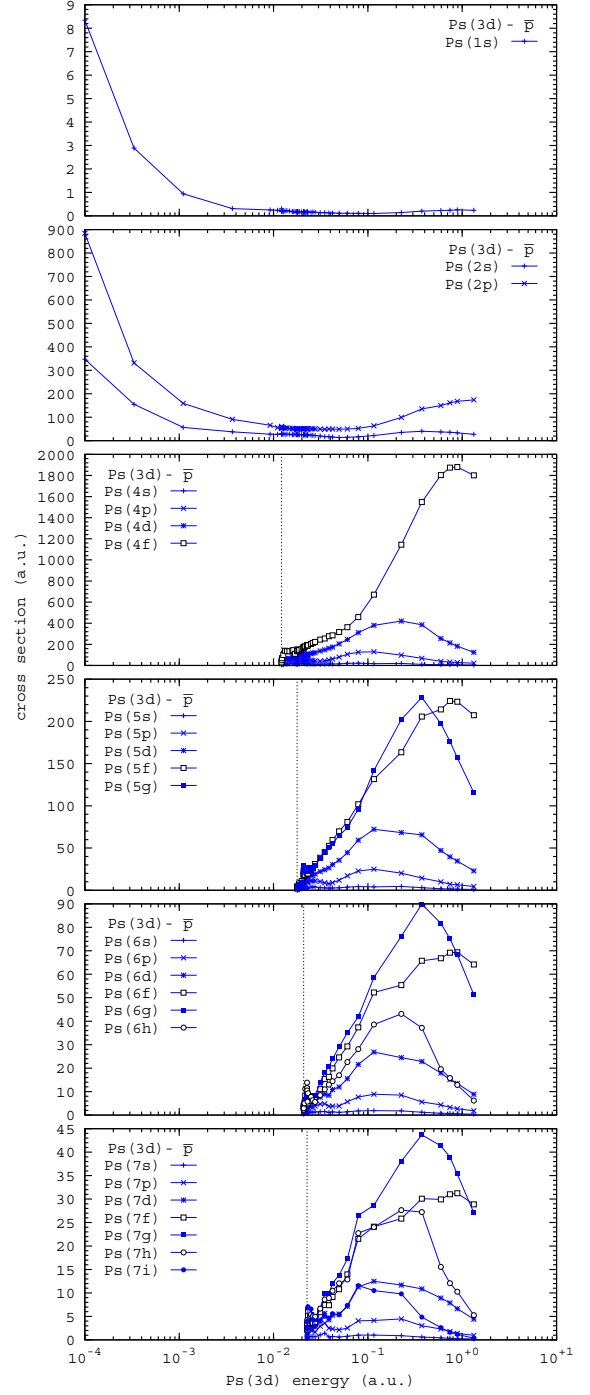 9
8
7
6
5
4
3
2
1
0
Ps(3d)- p̅
Ps(1s)
900
800
700
600
500
400
300
200
100
0
Ps(3d)- p̅
Ps(2s)
Ps(2p)
2000
1800
1600
1400
1200
1000
800
600
400
200
0
Ps(3d)- p̅
Ps(4s)
Ps(4p)
Ps(4d)
Ps(4f)
cross section (a.u.)
250
200
150
100
50
0
Ps(3d)- p̅
Ps(5s)
Ps(5p)
Ps(5d)
Ps(5f)
Ps(5g)
90
80
70
60
50
40
30
20
10
0
Ps(3d)- p̅
Ps(6s)
Ps(6p)
Ps(6d)
Ps(6f)
Ps(6g)
Ps(6h)
45
40
35
30
25
20
15
10
5
0
Ps(3d)- p̅
Ps(7s)
Ps(7p)
Ps(7d)
Ps(7f)
Ps(7g)
Ps(7h)
Ps(7i)
10⁻⁴ 10⁻³ 10⁻² 10⁻¹ 10⁺⁰ 10⁺¹
Ps(3d) energy (a.u.)